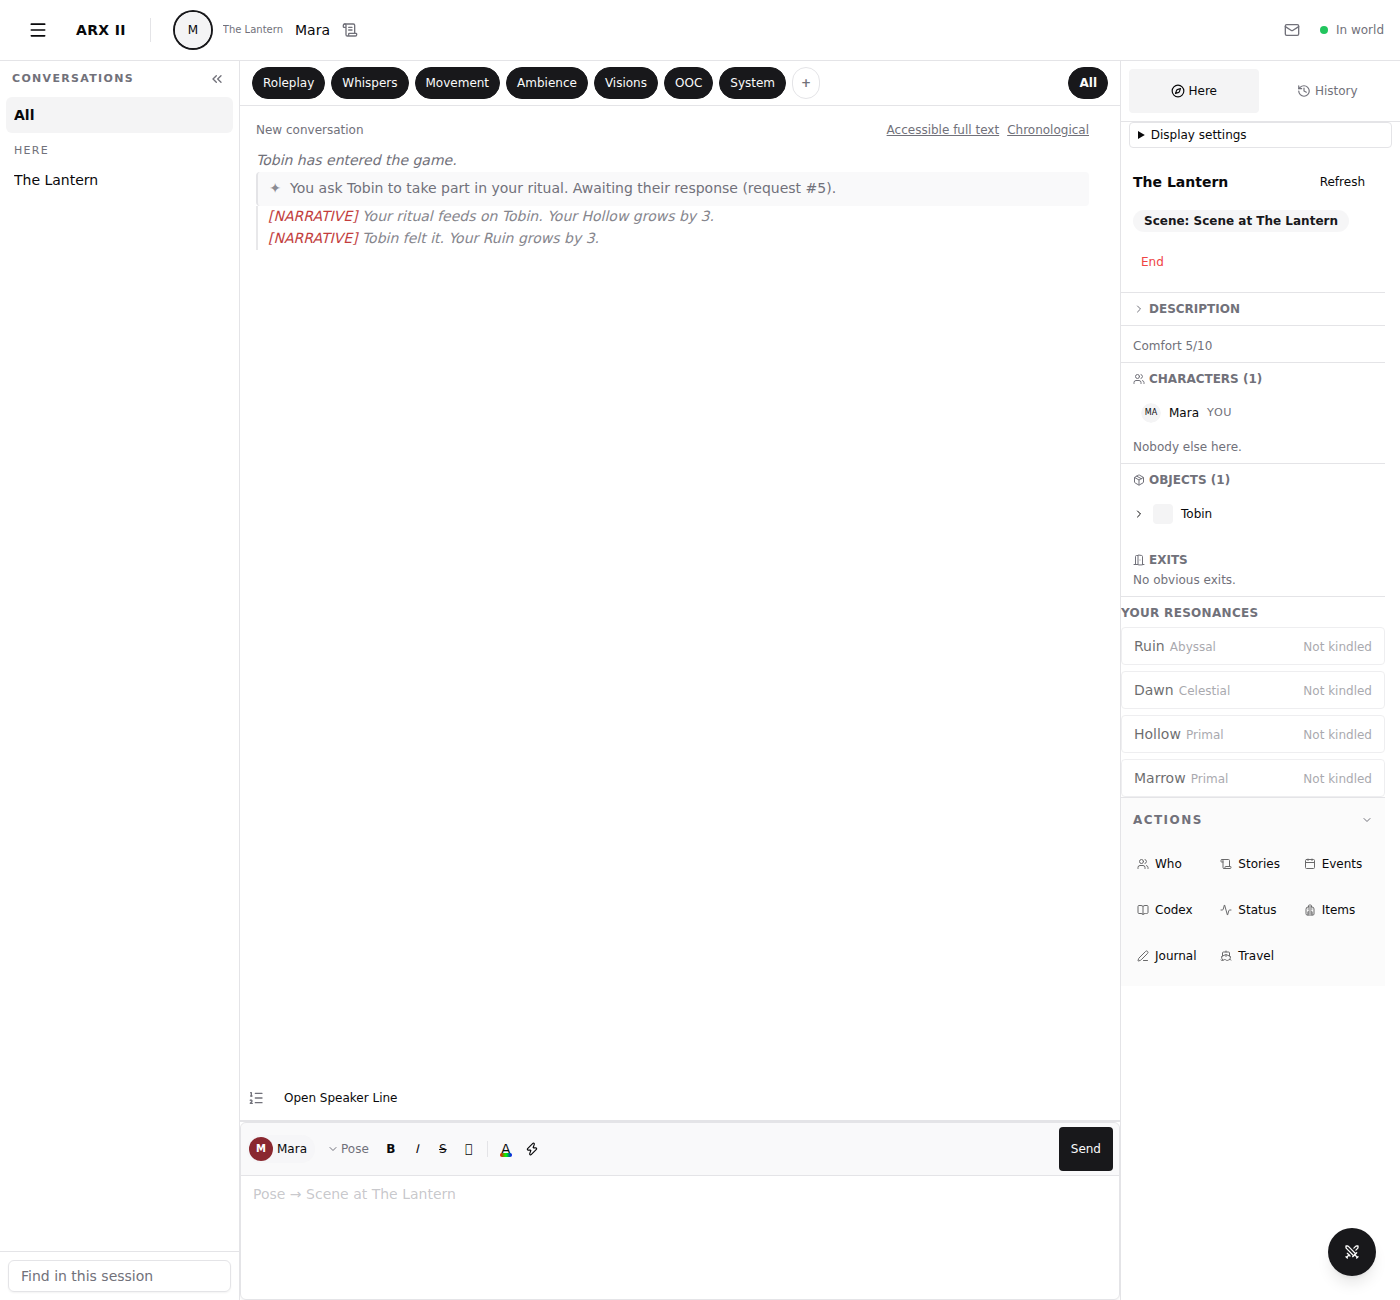 ARX II
M
The Lantern
Mara
In world
CONVERSATIONS
All
HERE
The Lantern
Find in this session
Roleplay
Whispers
Movement
Ambience
Visions
OOC
System
+
All
New conversation
Accessible full text
Chronological
Tobin has entered the game.
✦ You ask Tobin to take part in your ritual. Awaiting their response (request #5).
[NARRATIVE] Your ritual feeds on Tobin. Your Hollow grows by 3.
[NARRATIVE] Tobin felt it. Your Ruin grows by 3.
Open Speaker Line
M
Mara
Pose
B
I
S
A
Send
Pose → Scene at The Lantern
Here
History
Display settings
The Lantern
Refresh
Scene: Scene at The Lantern
End
DESCRIPTION
Comfort 5/10
CHARACTERS (1)
MA
Mara YOU
Nobody else here.
OBJECTS (1)
Tobin
EXITS
No obvious exits.
YOUR RESONANCES
Ruin Abyssal Not kindled
Dawn Celestial Not kindled
Hollow Primal Not kindled
Marrow Primal Not kindled
ACTIONS
Who
Stories
Events
Codex
Status
Items
Journal
Travel